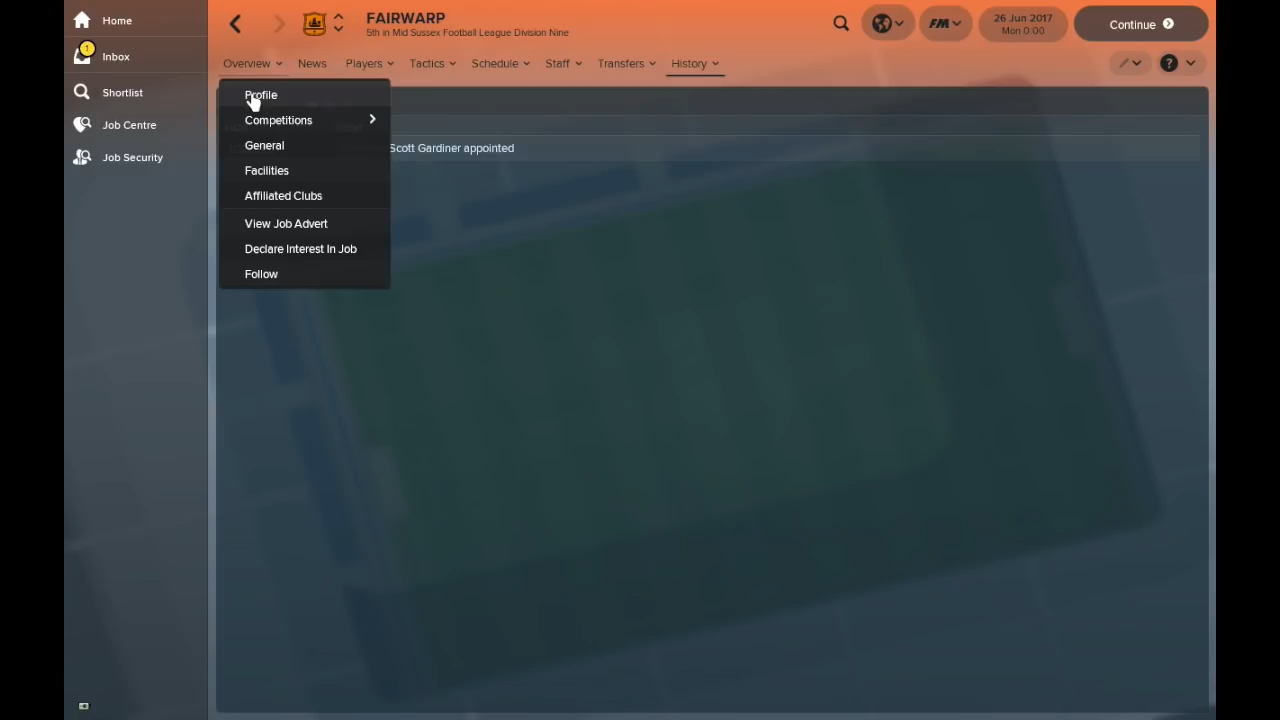 Home
Inbox
1
Shortlist
Job Centre
Job Security
FAIRWARP
5th in Mid Sussex Football League Division Nine
FM
26 Jun 2017
Mon 0:00
Continue
Overview
News
Players
Tactics
Schedule
Staff
Transfers
History
?
Profile
Competitions
General
Facilities
Affiliated Clubs
View Job Advert
Declare Interest In Job
Follow
Scott Gardiner appointed